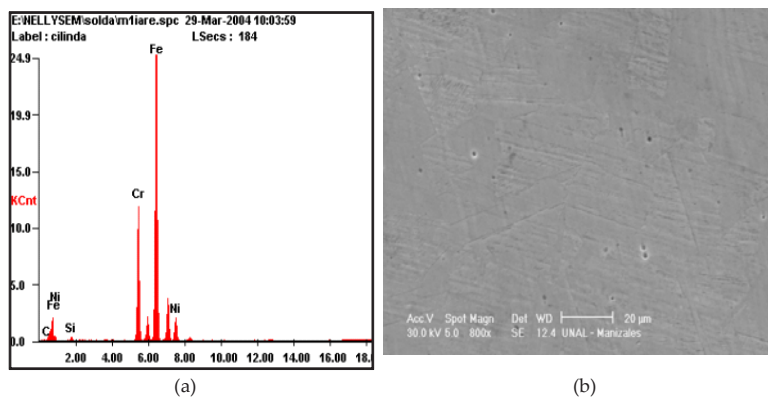 E:\NELLYSEM\solda\m1iare.spc 29-Mar-2004 10:03:59
Label : cilinda LSecs : 184
Fe
24.9
19.9
15.0
Cr
KCnt
10.0
5.0
Ni
Fe
Ni
C
Si
0.0
2.00 4.00 6.00 8.00 10.00 12.00 14.00 16.00 18.
Acc.V Spot Magn Det WD 20 µm
30.0 kV 5.0 800x SE 12.4 UNAL - Manizales
(a) (b)